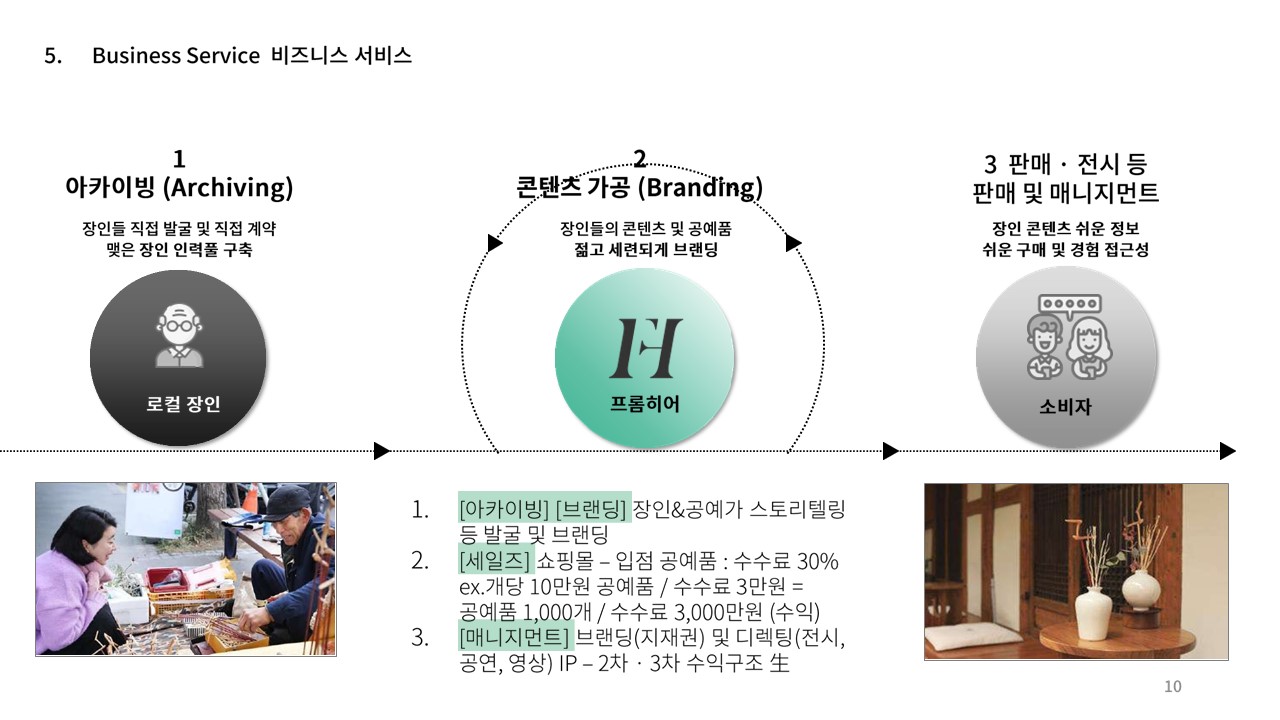 5. Business Service 비즈니스 서비스
1
아카이빙 (Archiving)
장인들 직접 발굴 및 직접 계약
맺은 장인 인력풀 구축
로컬 장인
2
콘텐츠 가공 (Branding)
장인들의 콘텐츠 및 공예품
젊고 세련되게 브랜딩
H
프롬히어
3 판매 · 전시 등
판매 및 매니지먼트
장인 콘텐츠 쉬운 정보
쉬운 구매 및 경험 접근성
소비자
1. [아카이빙] [브랜딩] 장인&공예가 스토리텔링
등 발굴 및 브랜딩
2. [세일즈] 쇼핑몰 – 입점 공예품 : 수수료 30%
ex.개당 10만원 공예품 / 수수료 3만원 =
공예품 1,000개 / 수수료 3,000만원 (수익)
3. [매니지먼트] 브랜딩(지재권) 및 디렉팅(전시,
공연, 영상) IP – 2차 · 3차 수익구조 生
10